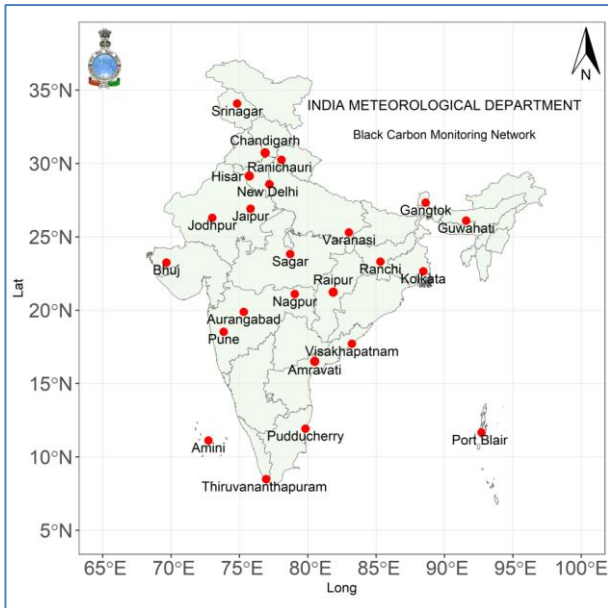 INDIA METEOROLOGICAL DEPARTMENT
Black Carbon Monitoring Network
N
Srinagar
Chandigarh
Ranichauri
Hisar
New Delhi
Jaipur
Jodhpur
Gangtok
Guwahati
Varanasi
Bhuj
Sagar
Ranchi
Kolkata
Raipur
Nagpur
Aurangabad
Pune
Visakhapatnam
Amravati
Pudducherry
Port Blair
Amini
Thiruvananthapuram
Lat
35°N
30°N
25°N
20°N
15°N
10°N
5°N
65°E 70°E 75°E 80°E 85°E 90°E 95°E 100°E
Long